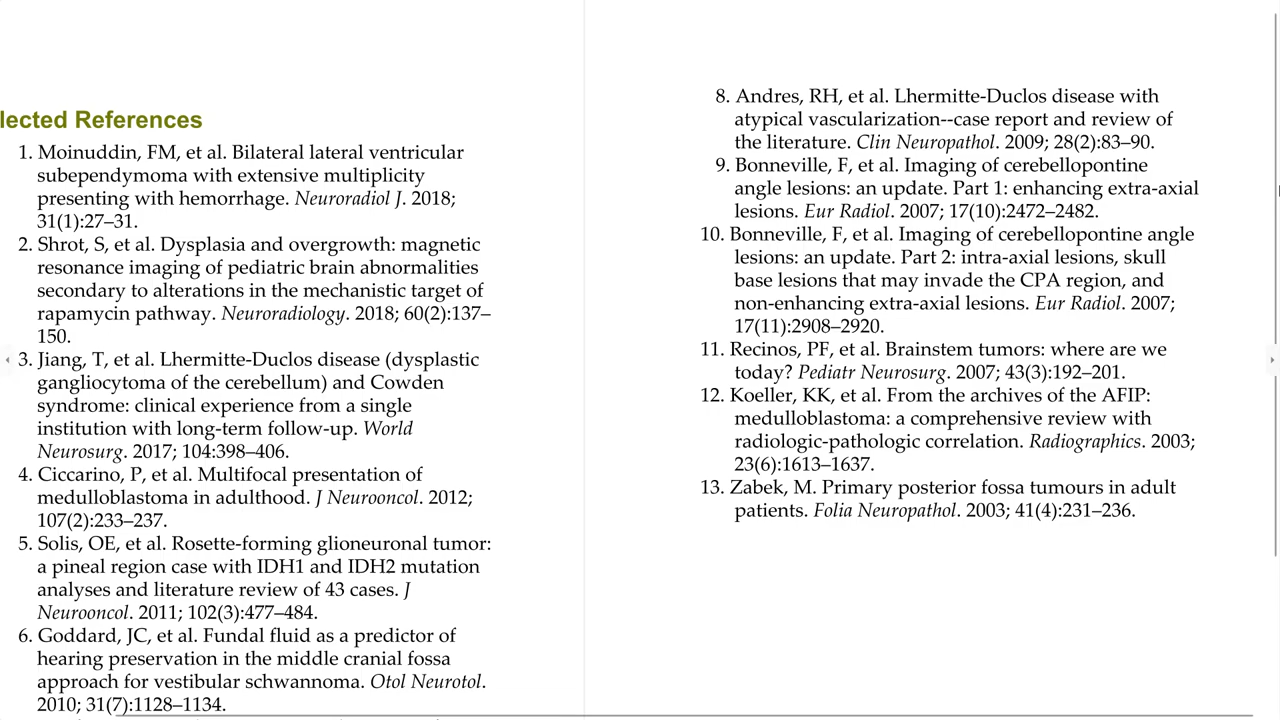 lected References
1. Moinuddin, FM, et al. Bilateral lateral ventricular
subependymoma with extensive multiplicity
presenting with hemorrhage. Neuroradiol J. 2018;
31(1):27–31.
2. Shrot, S, et al. Dysplasia and overgrowth: magnetic
resonance imaging of pediatric brain abnormalities
secondary to alterations in the mechanistic target of
rapamycin pathway. Neuroradiology. 2018; 60(2):137–
150.
3. Jiang, T, et al. Lhermitte-Duclos disease (dysplastic
gangliocytoma of the cerebellum) and Cowden
syndrome: clinical experience from a single
institution with long-term follow-up. World
Neurosurg. 2017; 104:398–406.
4. Ciccarino, P, et al. Multifocal presentation of
medulloblastoma in adulthood. J Neurooncol. 2012;
107(2):233–237.
5. Solis, OE, et al. Rosette-forming glioneuronal tumor:
a pineal region case with IDH1 and IDH2 mutation
analyses and literature review of 43 cases. J
Neurooncol. 2011; 102(3):477–484.
6. Goddard, JC, et al. Fundal fluid as a predictor of
hearing preservation in the middle cranial fossa
approach for vestibular schwannoma. Otol Neurotol.
2010; 31(7):1128–1134.
8. Andres, RH, et al. Lhermitte-Duclos disease with
atypical vascularization--case report and review of
the literature. Clin Neuropathol. 2009; 28(2):83–90.
9. Bonneville, F, et al. Imaging of cerebellopontine
angle lesions: an update. Part 1: enhancing extra-axial
lesions. Eur Radiol. 2007; 17(10):2472–2482.
10. Bonneville, F, et al. Imaging of cerebellopontine angle
lesions: an update. Part 2: intra-axial lesions, skull
base lesions that may invade the CPA region, and
non-enhancing extra-axial lesions. Eur Radiol. 2007;
17(11):2908–2920.
11. Recinos, PF, et al. Brainstem tumors: where are we
today? Pediatr Neurosurg. 2007; 43(3):192–201.
12. Koeller, KK, et al. From the archives of the AFIP:
medulloblastoma: a comprehensive review with
radiologic-pathologic correlation. Radiographics. 2003;
23(6):1613–1637.
13. Zabek, M. Primary posterior fossa tumours in adult
patients. Folia Neuropathol. 2003; 41(4):231–236.